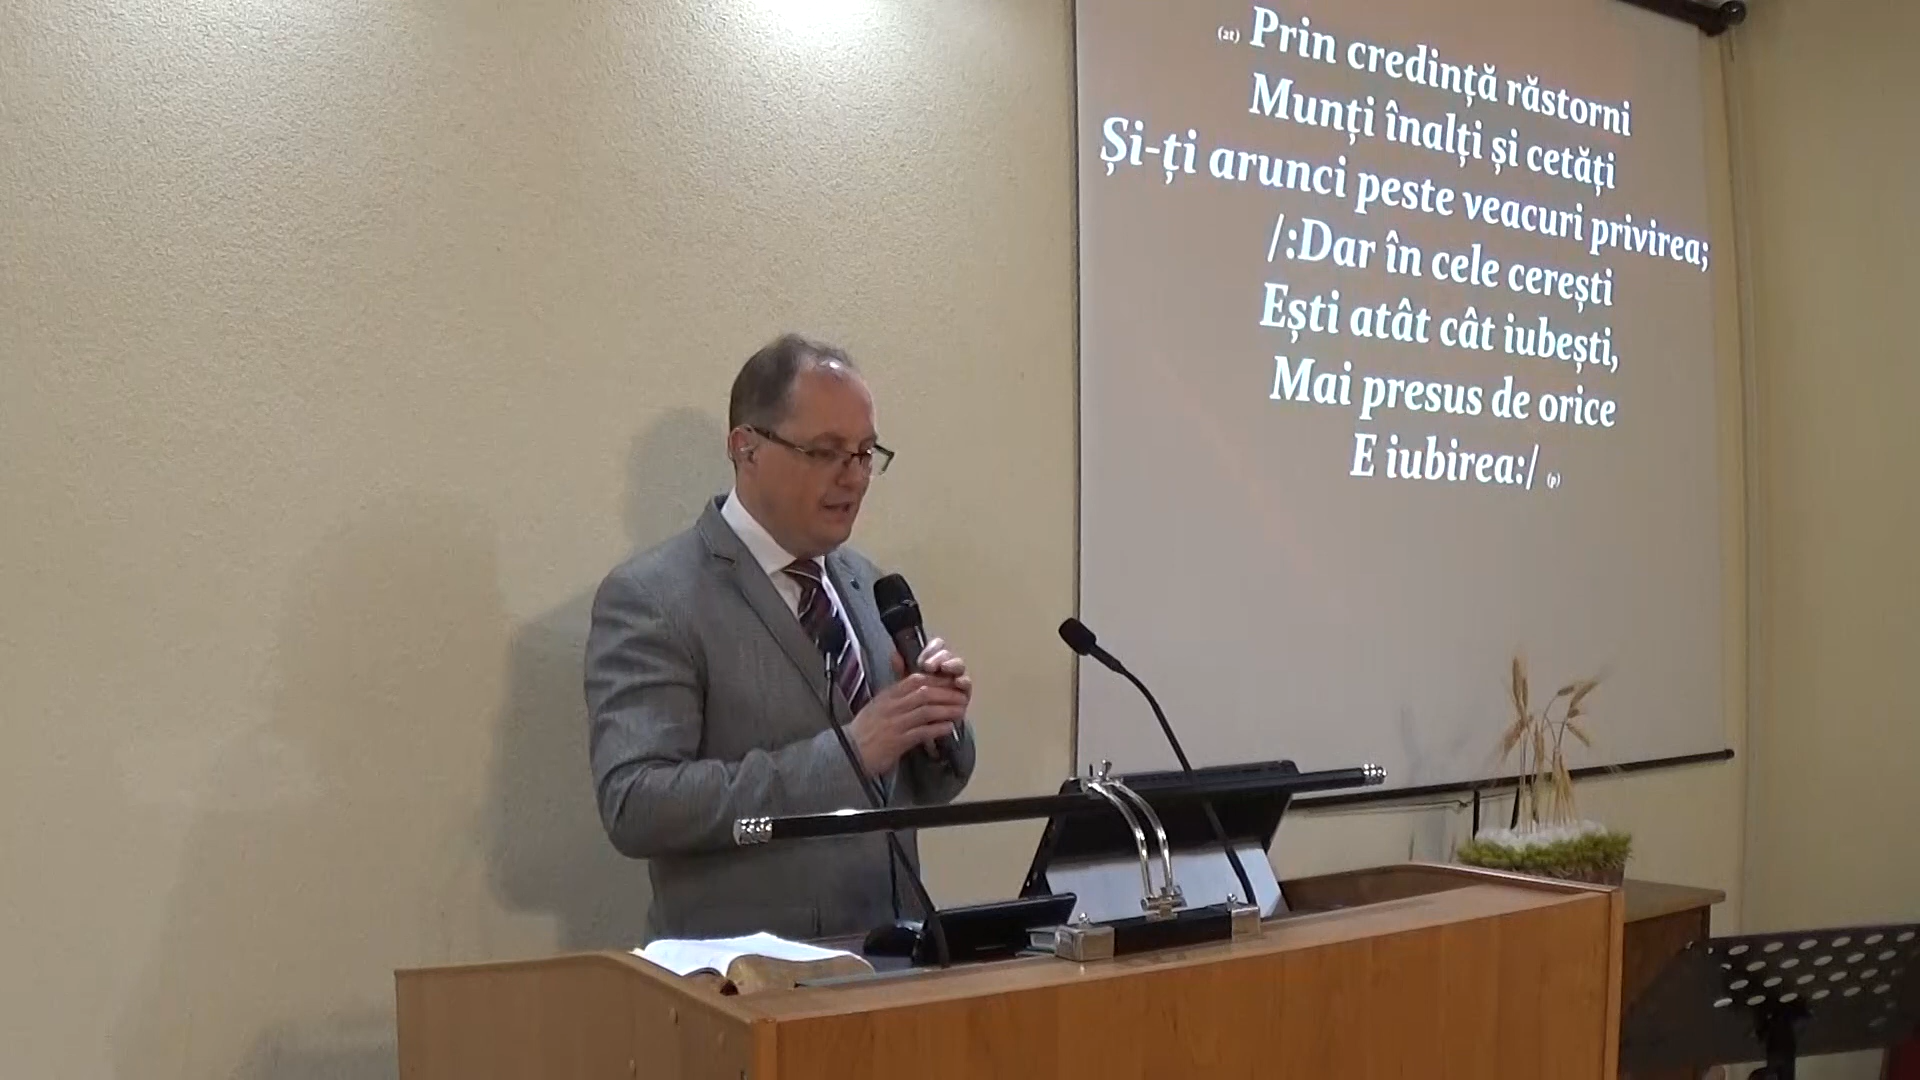 (2t) Prin credință răstorni
Munți înalți și cetăți
Și-ți arunci peste veacuri privirea;
/:Dar în cele cerești
Ești atât cât iubești,
Mai presus de orice
E iubirea:/ (p)